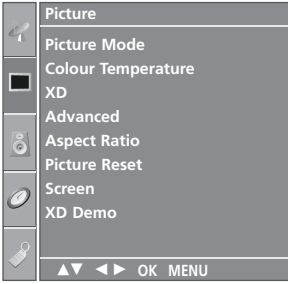 Picture
Picture Mode
Colour Temperature
XD
Advanced
Aspect Ratio
Picture Reset
Screen
XD Demo
▲▼ ◄► OK MENU